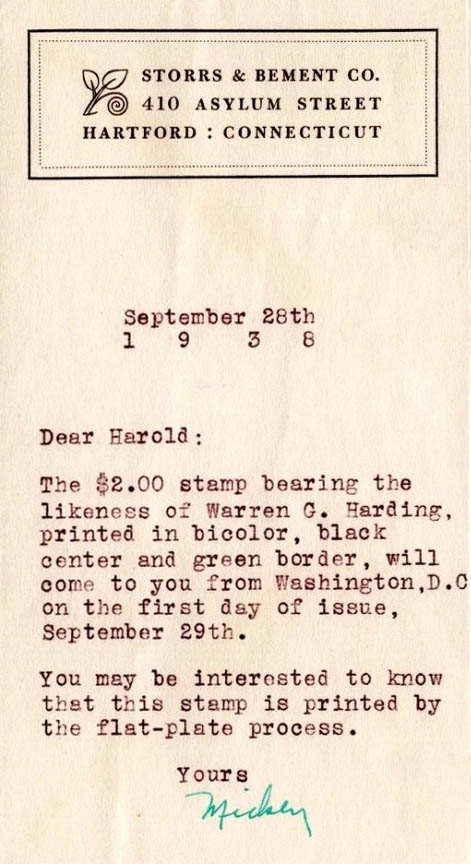 STORRS & BEMENT CO.
410 ASYLUM STREET
HARTFORD : CONNECTICUT
September 28th
1 9 3 8
Dear Harold:
The $2.00 stamp bearing the
likeness of Warren G. Harding,
printed in bicolor, black
center and green border, will
come to you from Washington,D.C
on the first day of issue,
September 29th.
You may be interested to know
that this stamp is printed by
the flat-plate process.
Yours
Mickey